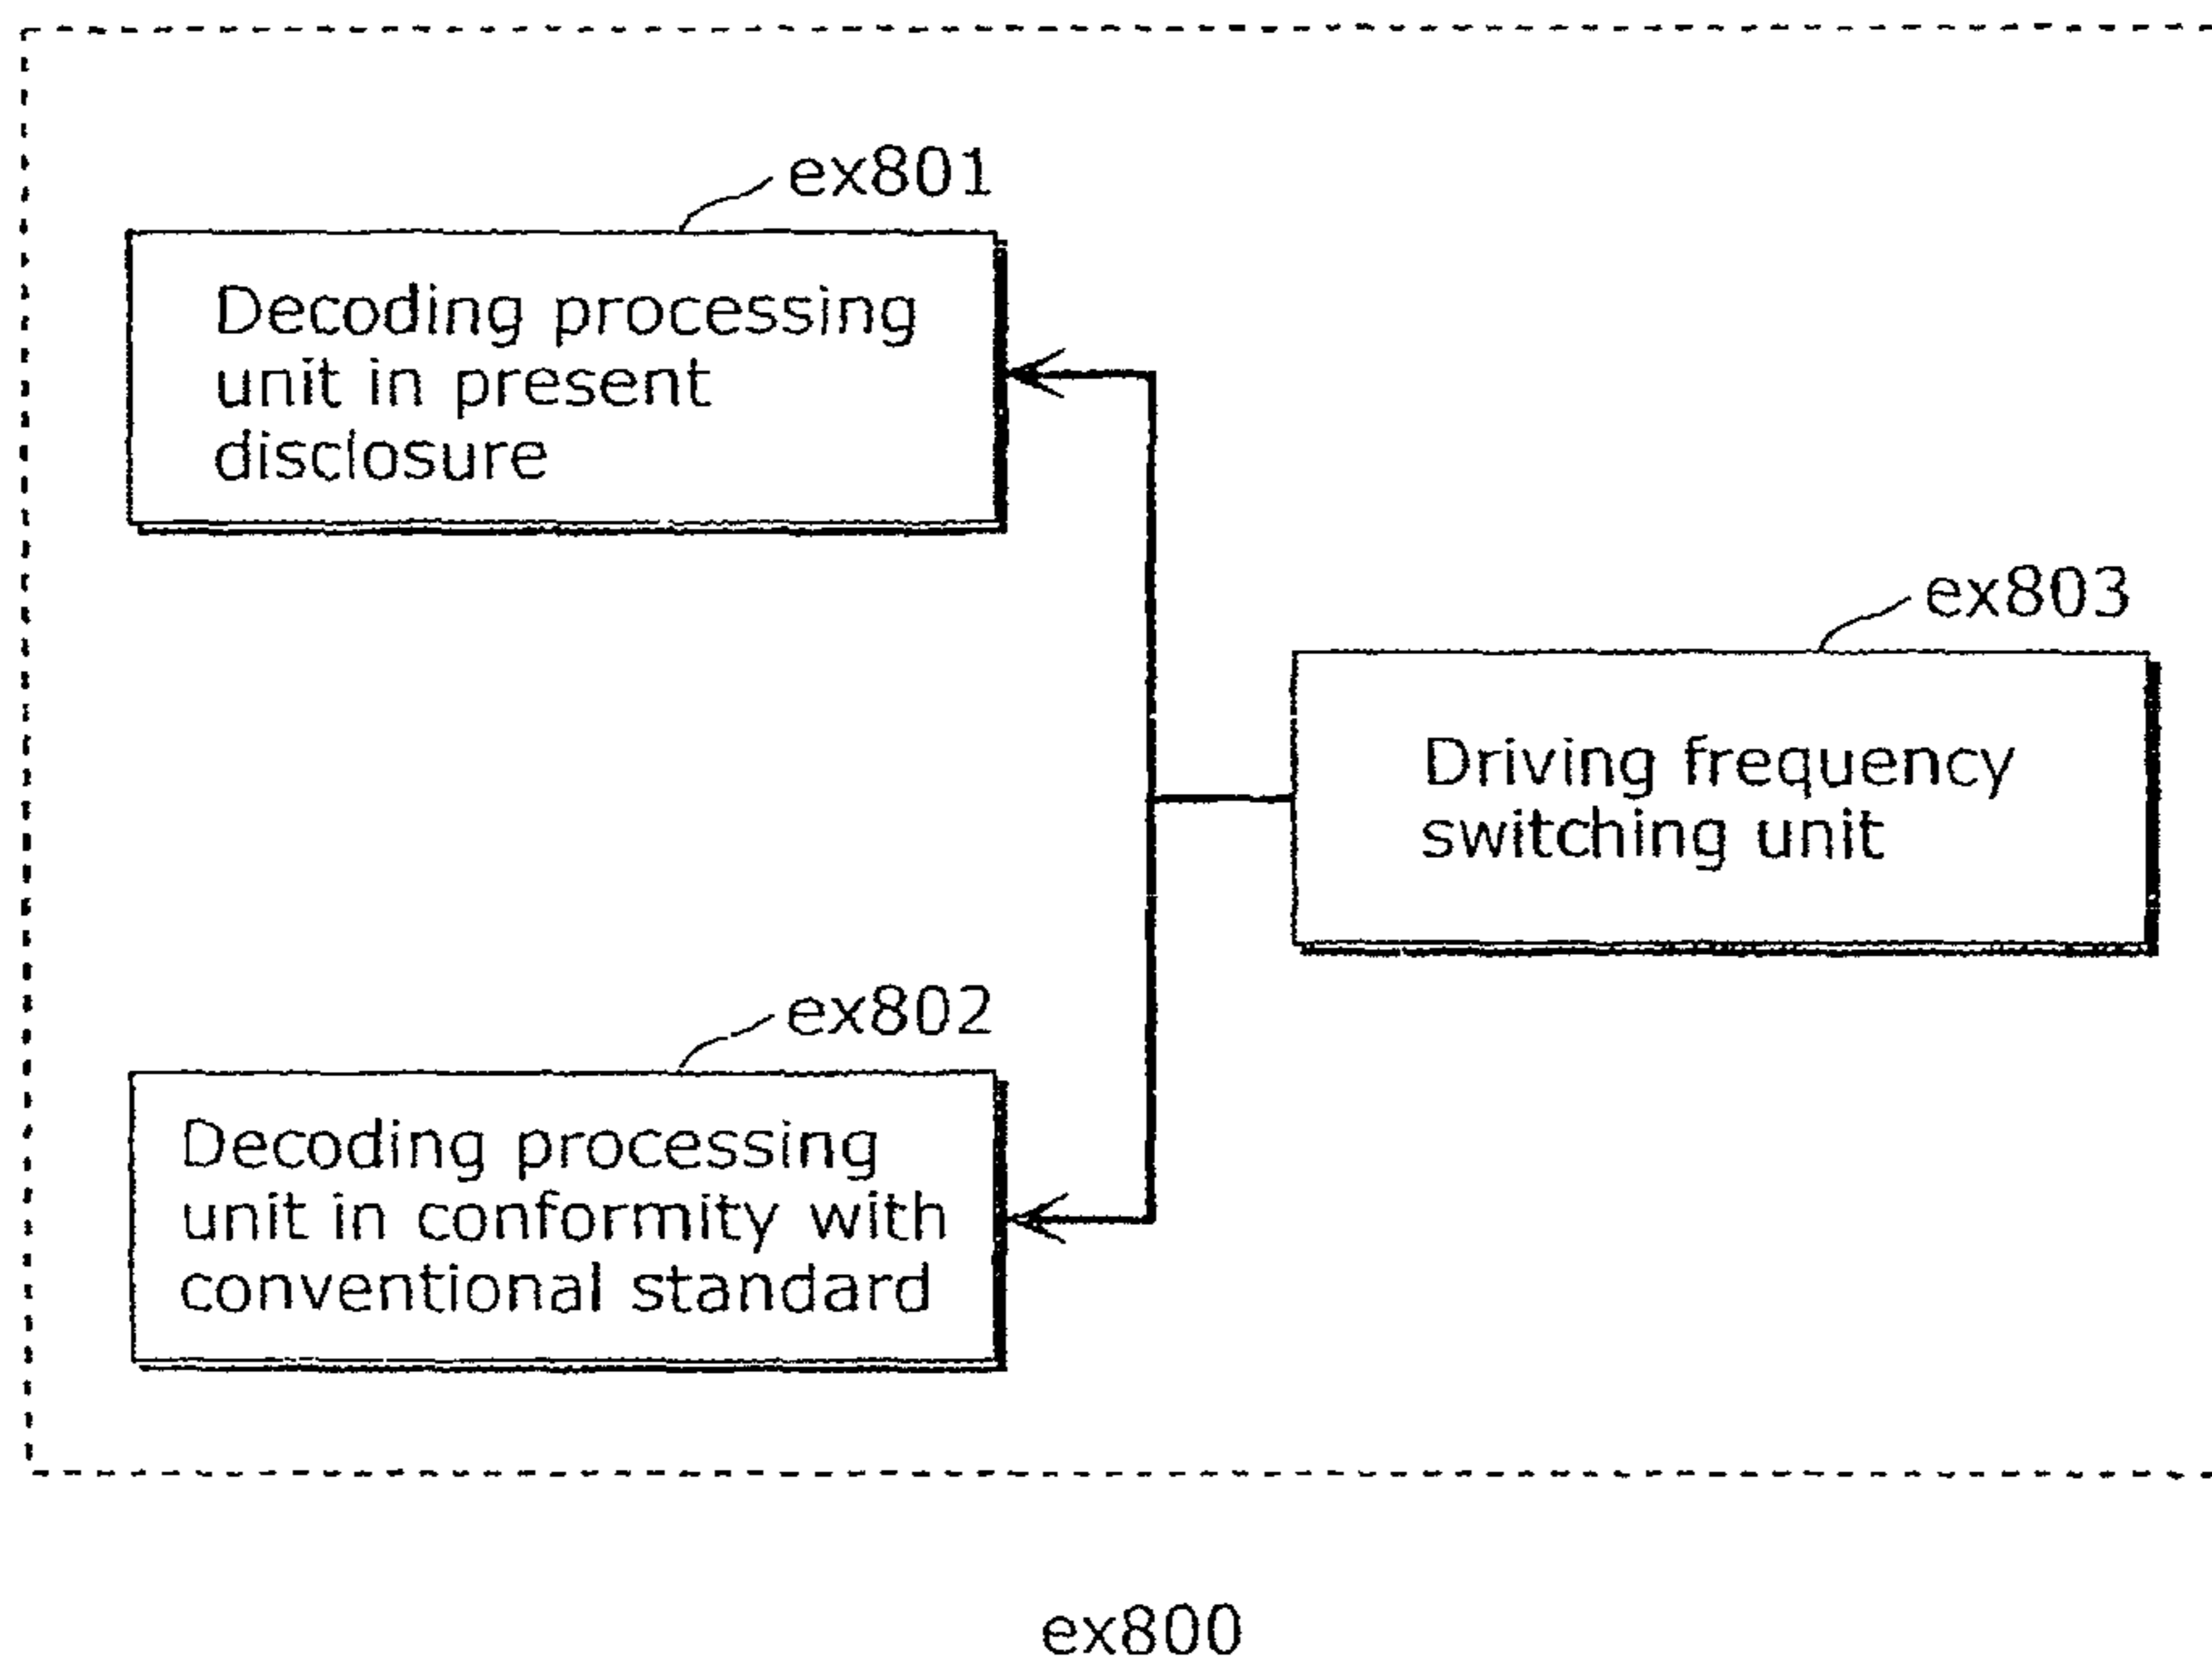 ex801
Decoding processing
unit in present
disclosure
ex803
Driving frequency
switching unit
ex802
Decoding processing
unit in conformity with
conventional standard
ex800